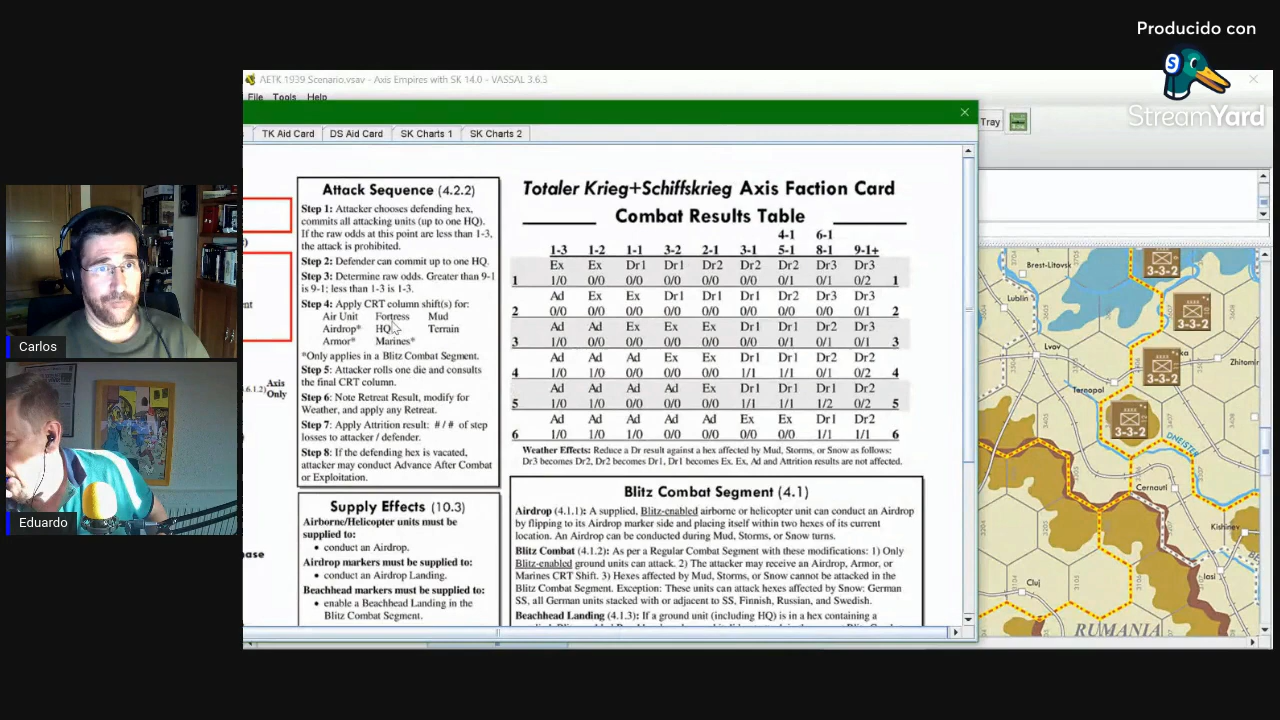 Producido con
S
StreamYard
AETK 1939 Scenario.vsav - Axis Empires with SK 14.0 - VASSAL 3.6.3
File Tools Help
TK Aid Card DS Aid Card SK Charts 1 SK Charts 2
Tray
Attack Sequence (4.2.2)
Step 1: Attacker chooses defending hex,
commits all attacking units (up to one HQ).
If the raw odds at this point are less than 1-3,
the attack is prohibited.
Step 2: Defender can commit up to one HQ.
Step 3: Determine raw odds. Greater than 9-1
is 9-1; less than 1-3 is 1-3.
Step 4: Apply CRT column shift(s) for:
Air Unit Fortress Mud
Airdrop* HQ Terrain
Armor* Marines*
*Only applies in a Blitz Combat Segment.
Step 5: Attacker rolls one die and consults
the final CRT column.
Step 6: Note Retreat Result, modify for
Weather, and apply any Retreat.
Step 7: Apply Attrition result: # / # of step
losses to attacker / defender.
Step 8: If the defending hex is vacated,
attacker may conduct Advance After Combat
or Exploitation.
Supply Effects (10.3)
Airborne/Helicopter units must be
supplied to:
• conduct an Airdrop.
Airdrop markers must be supplied to:
• conduct an Airdrop Landing.
Beachhead markers must be supplied to:
• enable a Beachhead Landing in the
Blitz Combat Segment.
.6.1.2) Axis
Only
Totaler Krieg+Schiffskrieg Axis Faction Card
Combat Results Table
4-1 6-1
1-3 1-2 1-1 3-2 2-1 3-1 5-1 8-1 9-1+
Ex Ex Dr1 Dr1 Dr2 Dr2 Dr2 Dr3 Dr3
1 1/0 0/0 0/0 0/0 0/0 0/0 0/1 0/1 0/2 1
Ad Ex Ex Dr1 Dr1 Dr1 Dr2 Dr3 Dr3
2 0/0 0/0 0/0 0/0 0/0 0/0 0/0 0/0 0/1 2
Ad Ad Ex Ex Ex Dr1 Dr1 Dr2 Dr3
3 1/0 0/0 0/0 0/0 0/0 0/1 0/1 0/1 0/1 3
Ad Ad Ad Ex Ex Dr1 Dr1 Dr2 Dr2
4 1/0 1/0 0/0 0/0 0/0 1/1 1/1 0/1 0/2 4
Ad Ad Ad Ad Ex Dr1 Dr1 Dr1 Dr2
5 1/0 1/0 0/0 0/0 0/0 1/1 1/1 1/2 0/2 5
Ad Ad Ad Ad Ad Ex Ex Dr1 Dr2
6 1/0 1/0 1/0 0/0 0/0 0/0 0/0 1/1 1/1 6
Weather Effects: Reduce a Dr result against a hex affected by Mud, Storms, or Snow as follows:
Dr3 becomes Dr2, Dr2 becomes Dr1, Dr1 becomes Ex. Ex, Ad and Attrition results are not affected.
Blitz Combat Segment (4.1)
Airdrop (4.1.1): A supplied, Blitz-enabled airborne or helicopter unit can conduct an Airdrop
by flipping to its Airdrop marker side and placing itself within two hexes of its current
location. An Airdrop can be conducted during Mud, Storms, or Snow turns.
Blitz Combat (4.1.2): As per a Regular Combat Segment with these modifications: 1) Only
Blitz-enabled ground units can attack. 2) The attacker may receive an Airdrop, Armor, or
Marines CRT Shift. 3) Hexes affected by Mud, Storms, or Snow cannot be attacked in the
Blitz Combat Segment. Exception: These units can attack hexes affected by Snow: German
SS, all German units stacked with or adjacent to SS, Finnish, Russian, and Swedish.
Beachhead Landing (4.1.3): If a ground unit (including HQ) is in a hex containing a
Brest-Litovsk
Lublin
Lvov
Zhitomir
Ternopol
DNEISTR
Cernauti
Kishinev
Iasi
Cluj
RUMANIA
3-3-2
3-3-2
3-3-2
3-3-2
Carlos
Eduardo